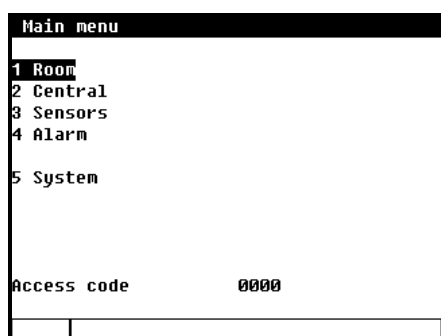 Main menu
1 Room
2 Central
3 Sensors
4 Alarm
5 System
Access code 0000